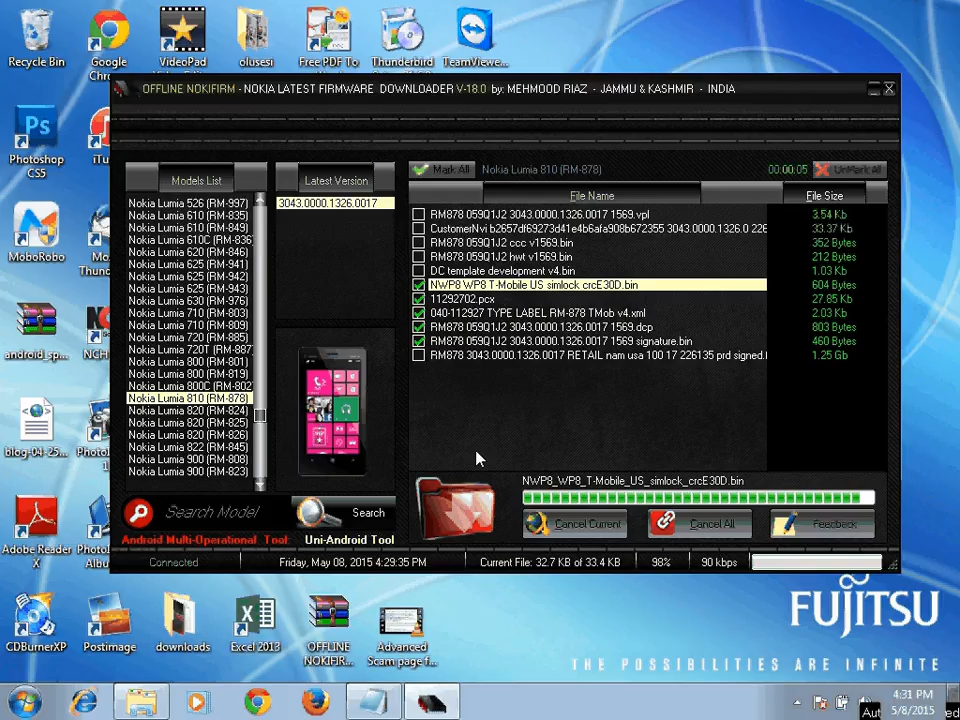 Recycle Bin
Google
Chro
VideoPad
olusesi
Free PDF To
Thunderbird
TeamViewe...
OFFLINE NOKIFIRM - NOKIA LATEST FIRMWARE DOWNLOADER V-18.0 by: MEHMOOD RIAZ - JAMMU & KASHMIR - INDIA
Photoshop
CS5
iTu
MoboRobo
Moz
Thun
android_sp...
NCH
blog-04-25...
Photo
1
Adobe Reader
X
Photo
Albu
Models List
Latest Version
Mark All
Nokia Lumia 810 (RM-878)
00:00:05
UnMark All
File Name
File Size
Nokia Lumia 526 (RM-997)
Nokia Lumia 610 (RM-835)
Nokia Lumia 610 (RM-849)
Nokia Lumia 610C (RM-836)
Nokia Lumia 620 (RM-846)
Nokia Lumia 625 (RM-941)
Nokia Lumia 625 (RM-942)
Nokia Lumia 625 (RM-943)
Nokia Lumia 630 (RM-976)
Nokia Lumia 710 (RM-803)
Nokia Lumia 710 (RM-809)
Nokia Lumia 720 (RM-885)
Nokia Lumia 720T (RM-887)
Nokia Lumia 800 (RM-801)
Nokia Lumia 800 (RM-819)
Nokia Lumia 800C (RM-802)
Nokia Lumia 810 (RM-878)
Nokia Lumia 820 (RM-824)
Nokia Lumia 820 (RM-825)
Nokia Lumia 820 (RM-826)
Nokia Lumia 822 (RM-845)
Nokia Lumia 900 (RM-808)
Nokia Lumia 900 (RM-823)
3043.0000.1326.0017
RM878 059Q1J2 3043.0000.1326.0017 1569.vpl 3.54 Kb
CustomerNvi b2657df69273d41e4b6afa908b672355 3043.0000.1326.0 226 33.37 Kb
RM878 059Q1J2 ccc v1569.bin 352 Bytes
RM878 059Q1J2 hwt v1569.bin 212 Bytes
DC template development v4.bin 1.03 Kb
NWP8 WP8 T-Mobile US simlock crcE30D.bin 604 Bytes
11292702.pcx 27.85 Kb
040-112927 TYPE LABEL RM-878 TMob v4.xml 2.03 Kb
RM878 059Q1J2 3043.0000.1326.0017 1569.dcp 803 Bytes
RM878 059Q1J2 3043.0000.1326.0017 1569 signature.bin 460 Bytes
RM878 3043.0000.1326.0017 RETAIL nam usa 100 17 226135 prd signed. 1.25 Gb
NWP8_WP8_T-Mobile_US_simlock_crcE30D.bin
Search Model
Search
Cancel Current
Cancel All
Feedback
Android Multi-Operational Tool:
Uni-Android Tool
Connected
Friday, May 08, 2015 4:29:35 PM
Current File: 32.7 KB of 33.4 KB
98%
90 kbps
FUJITSU
THE POSSIBILITIES ARE INFINITE
CDBurnerXP
Postimage
downloads
Excel 2013
OFFLINE
NOKIFIR...
Advanced
Scam page f...
4:31 PM
5/8/2015